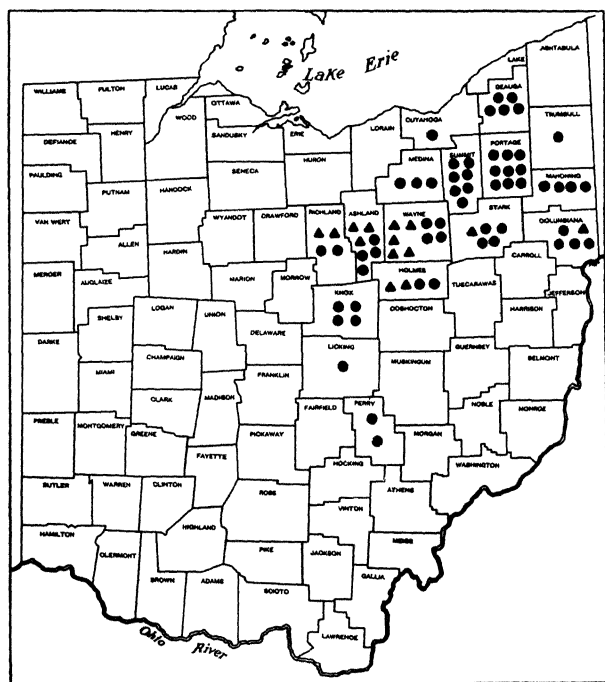 Lake Erie
ASHTABULA
LAKE
WILLIAMS
FULTON
LUCAS
GEAUGA
OTTAWA
CUYAHOGA
TRUMBULL
WOOD
SANDUSKY
ERIE
LORAIN
DEFIANCE
HENRY
HURON
MEDINA
SUMMIT
PORTAGE
SENECA
PAULDING
MAHONING
PUTNAM
HANCOCK
VAN WERT
WYANDOT
CRAWFORD
RICHLAND
ASHLAND
WAYNE
STARK
COLUMBIANA
ALLEN
HARDIN
CARROLL
MERCER
AUGLAIZE
MARION
MORROW
HOLMES
TUSCARAWAS
JEFFERSON
KNOX
COSHOCTON
HARRISON
LOGAN
UNION
SHELBY
DELAWARE
DARKE
LICKING
GUERNSEY
CHAMPAIGN
BELMONT
MIAMI
MUSKINGUM
FRANKLIN
CLARK
MADISON
FAIRFIELD
PERRY
NOBLE
MONROE
PREBLE
MONTGOMERY
GREENE
PICKAWAY
MORGAN
FAYETTE
HOCKING
WASHINGTON
BUTLER
WARREN
CLINTON
ROSS
ATHENS
VINTON
HIGHLAND
HAMILTON
MEIGS
PIKE
JACKSON
CLERMONT
GALLIA
BROWN
ADAMS
SCIOTO
Ohio River
LAWRENCE